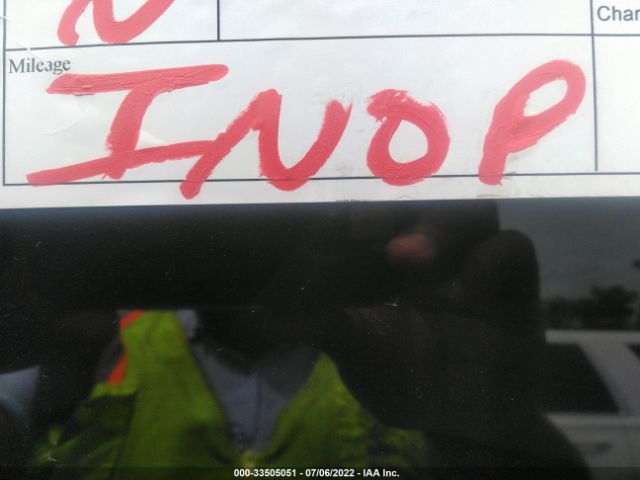 Char
Mileage
INOP
000-33505051 - 07/06/2022 - IAA Inc.